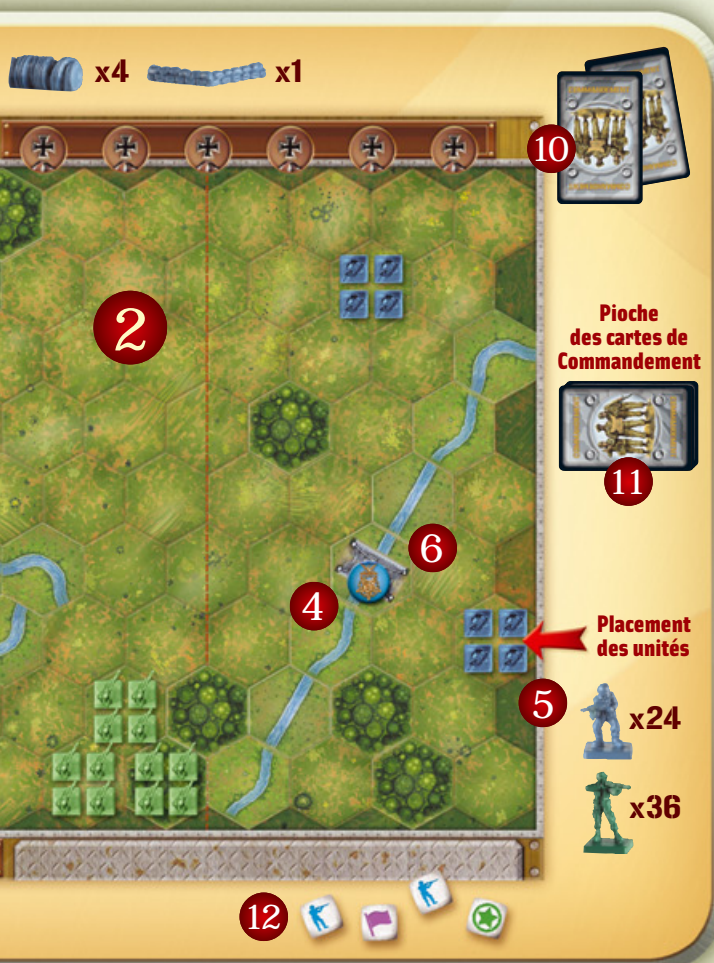 x4
x1
10
2
Pioche
des cartes de
Commandement
11
6
4
Placement
des unités
5
x24
x36
12